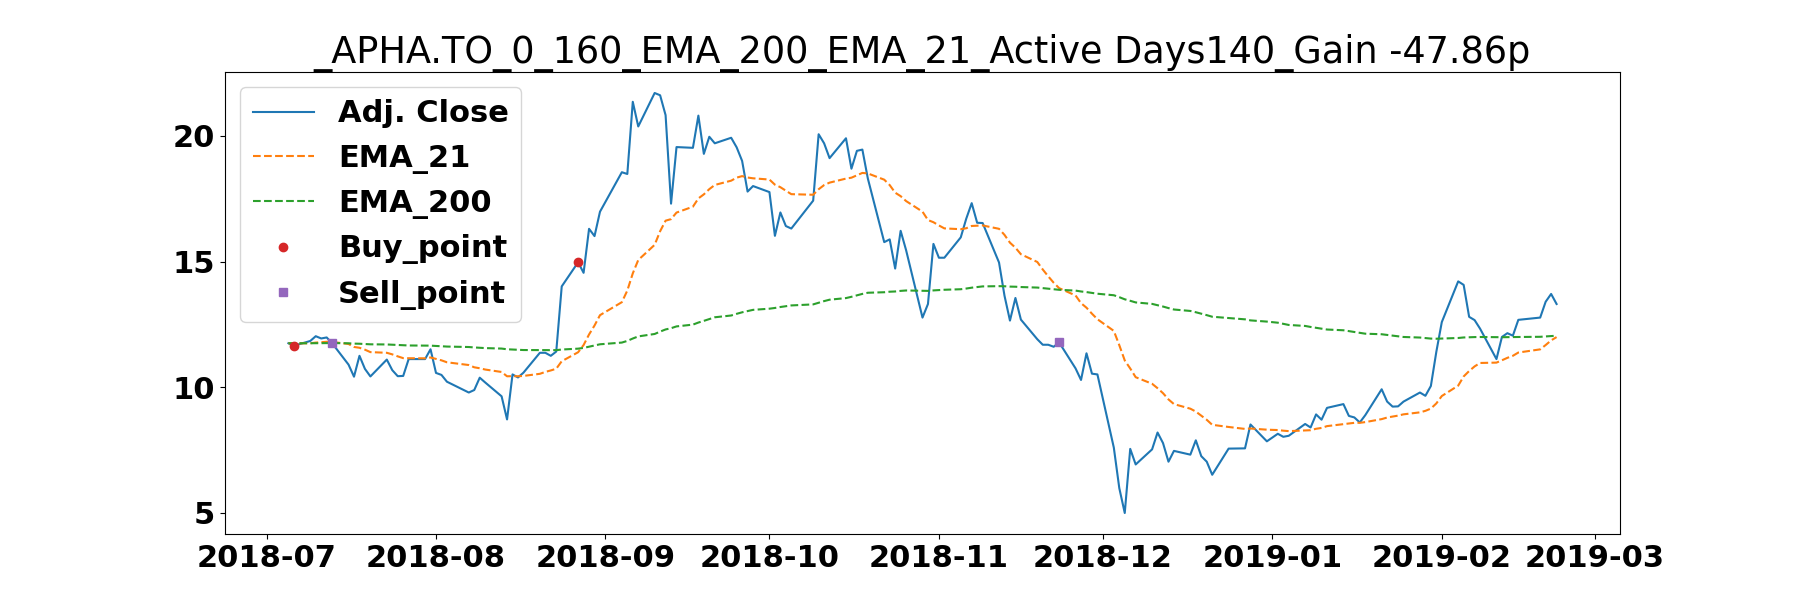 _APHA.TO_0_160_EMA_200_EMA_21_Active Days140_Gain -47.86p
Adj. Close
EMA_21
EMA_200
Buy_point
Sell_point
20
15
10
5
2018-07 2018-08 2018-09 2018-10 2018-11 2018-12 2019-01 2019-02 2019-03